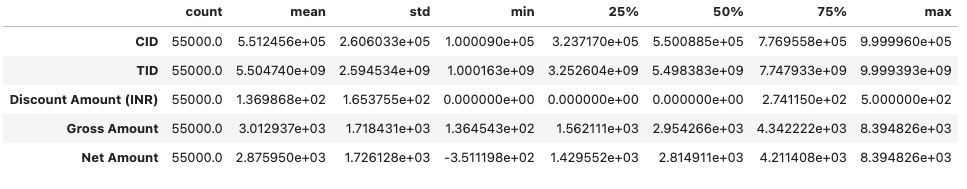 count mean std min 25% 50% 75% max
CID 55000.0 5.512456e+05 2.606033e+05 1.000090e+05 3.237170e+05 5.500885e+05 7.769558e+05 9.999960e+05
TID 55000.0 5.504740e+09 2.594534e+09 1.000163e+09 3.252604e+09 5.498383e+09 7.747933e+09 9.999393e+09
Discount Amount (INR) 55000.0 1.369868e+02 1.653755e+02 0.000000e+00 0.000000e+00 0.000000e+00 2.741150e+02 5.000000e+02
Gross Amount 55000.0 3.012937e+03 1.718431e+03 1.364543e+02 1.562111e+03 2.954266e+03 4.342222e+03 8.394826e+03
Net Amount 55000.0 2.875950e+03 1.726128e+03 -3.511198e+02 1.429552e+03 2.814911e+03 4.211408e+03 8.394826e+03